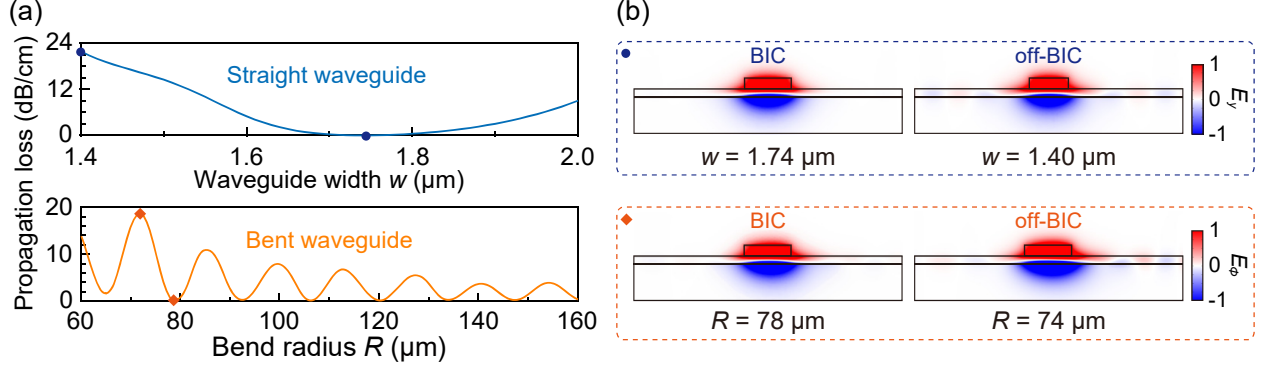 (a)
24
12
0
Propagation loss (dB/cm)
Straight waveguide
1.4 1.6 1.8 2.0
Waveguide width w (μm)
20
10
0
Bent waveguide
60 80 100 120 140 160
Bend radius R (μm)
(b)
BIC off-BIC
w = 1.74 μm w = 1.40 μm
1
0
-1
E_y
BIC off-BIC
R = 78 μm R = 74 μm
1
0
-1
E_Φ